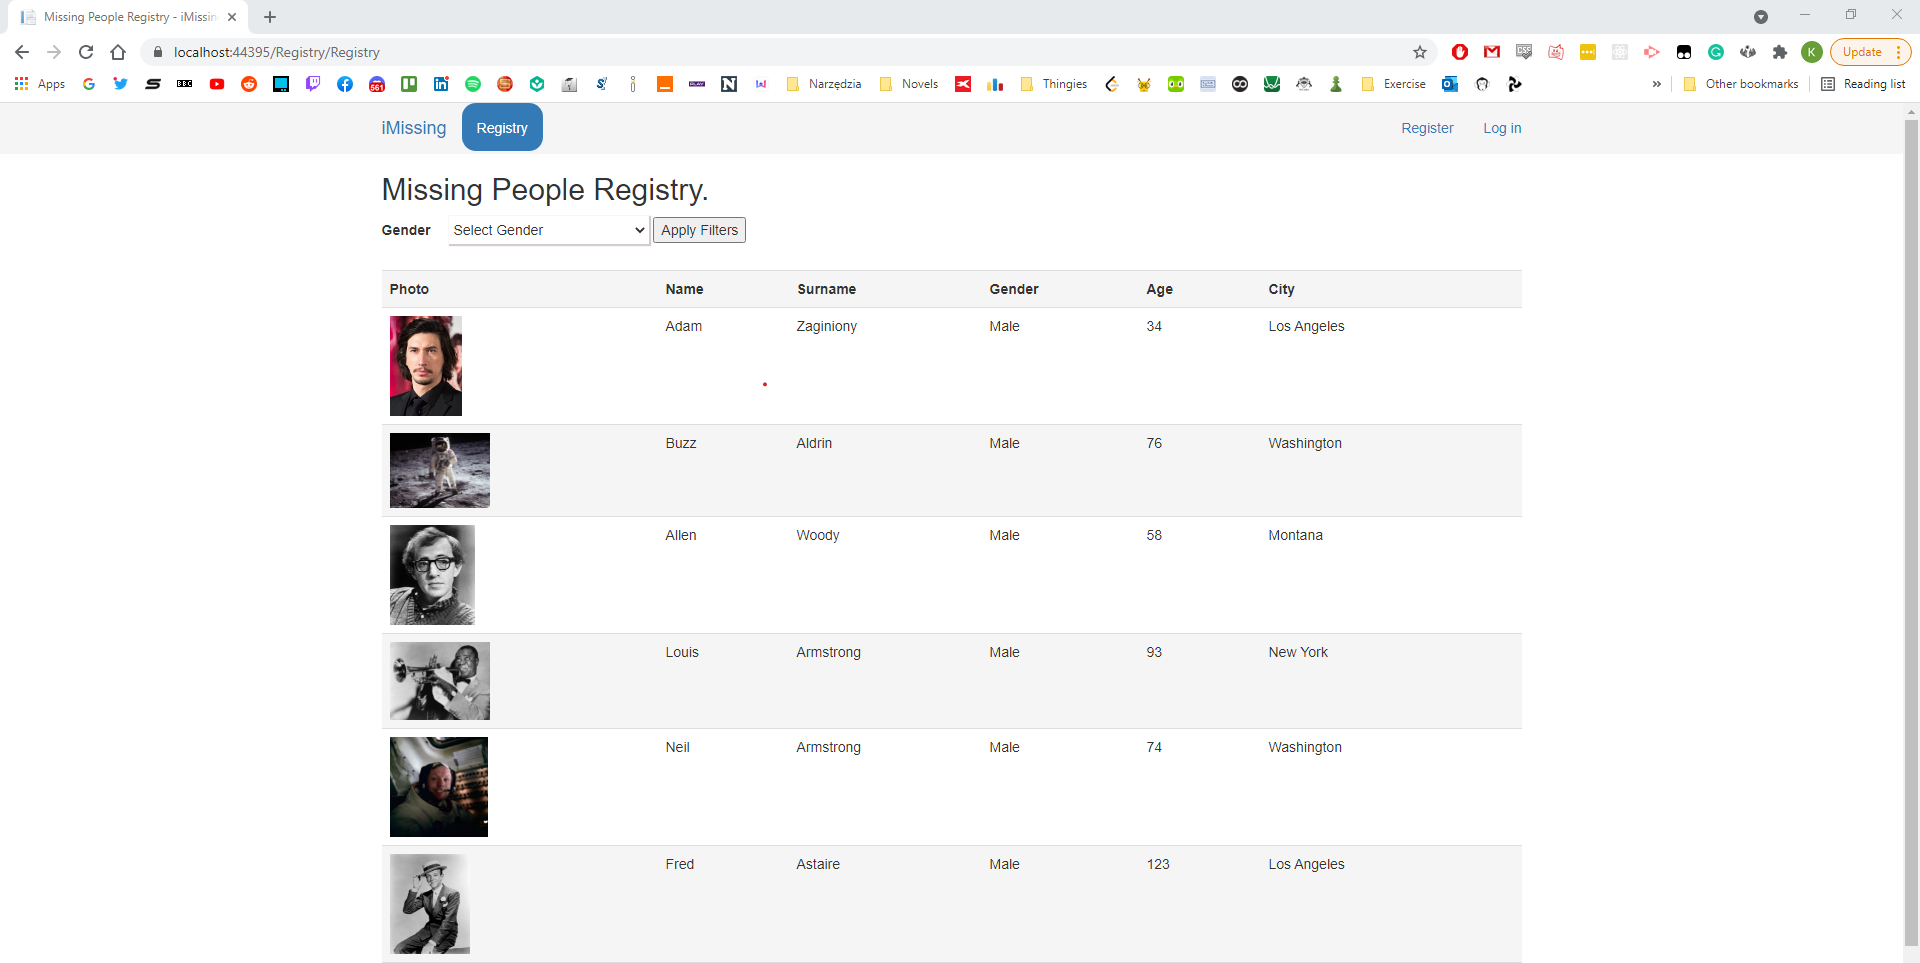 Missing People Registry - iMissin
localhost:44395/Registry/Registry
K
Update
Apps
BBC
561
Narzędzia
Novels
Thingies
Exercise
Other bookmarks
Reading list
iMissing
Registry
Register
Log in
Missing People Registry.
Gender
Select Gender
Apply Filters
Photo Name Surname Gender Age City
Adam Zaginiony Male 34 Los Angeles
Buzz Aldrin Male 76 Washington
Allen Woody Male 58 Montana
Louis Armstrong Male 93 New York
Neil Armstrong Male 74 Washington
Fred Astaire Male 123 Los Angeles